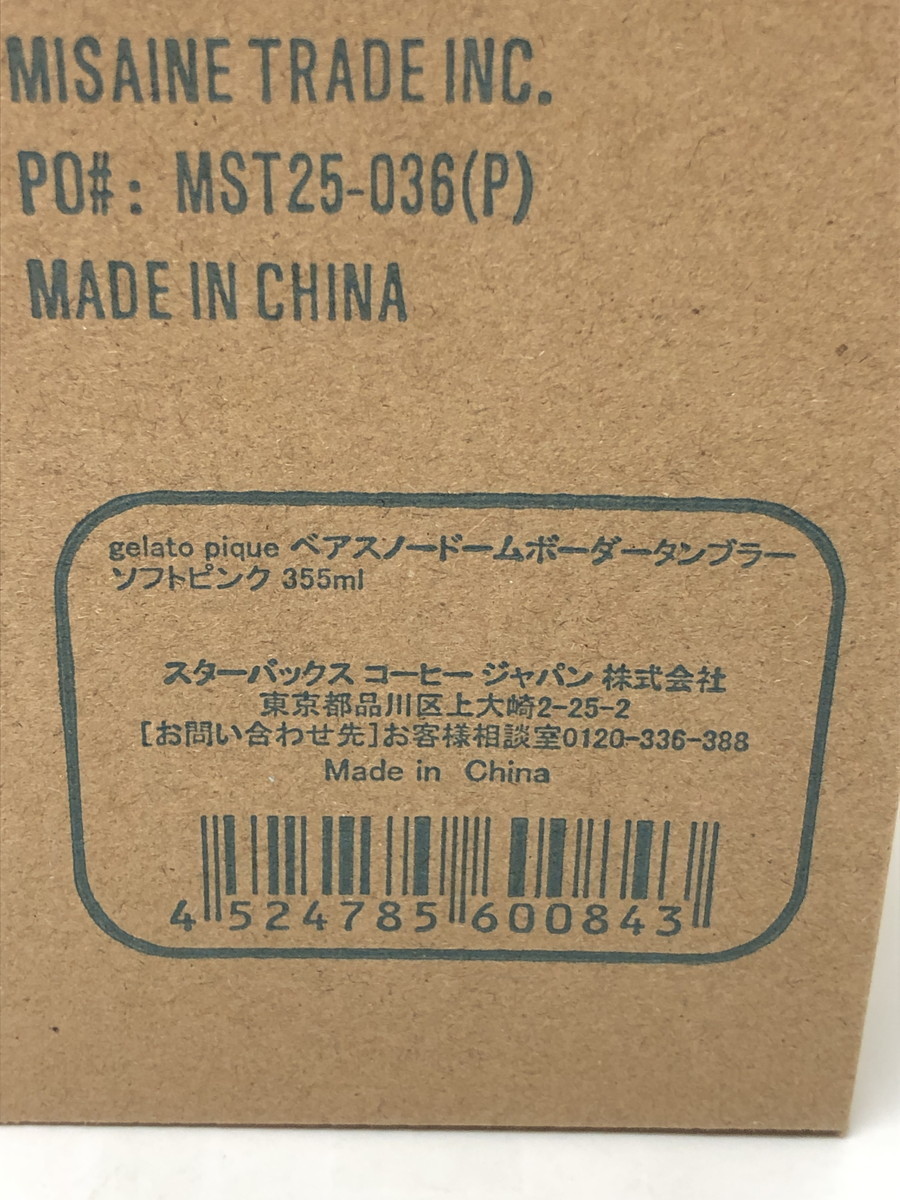 MISAINE TRADE INC.
PO#: MST25-036(P)
MADE IN CHINA
gelato pique ベアスノードームボーダータンブラー
ソフトピンク 355ml
スターバックス コーヒー ジャパン 株式会社
東京都品川区上大崎2-25-2
[お問い合わせ先]お客様相談室0120-336-388
Made in China
4 524785 600843